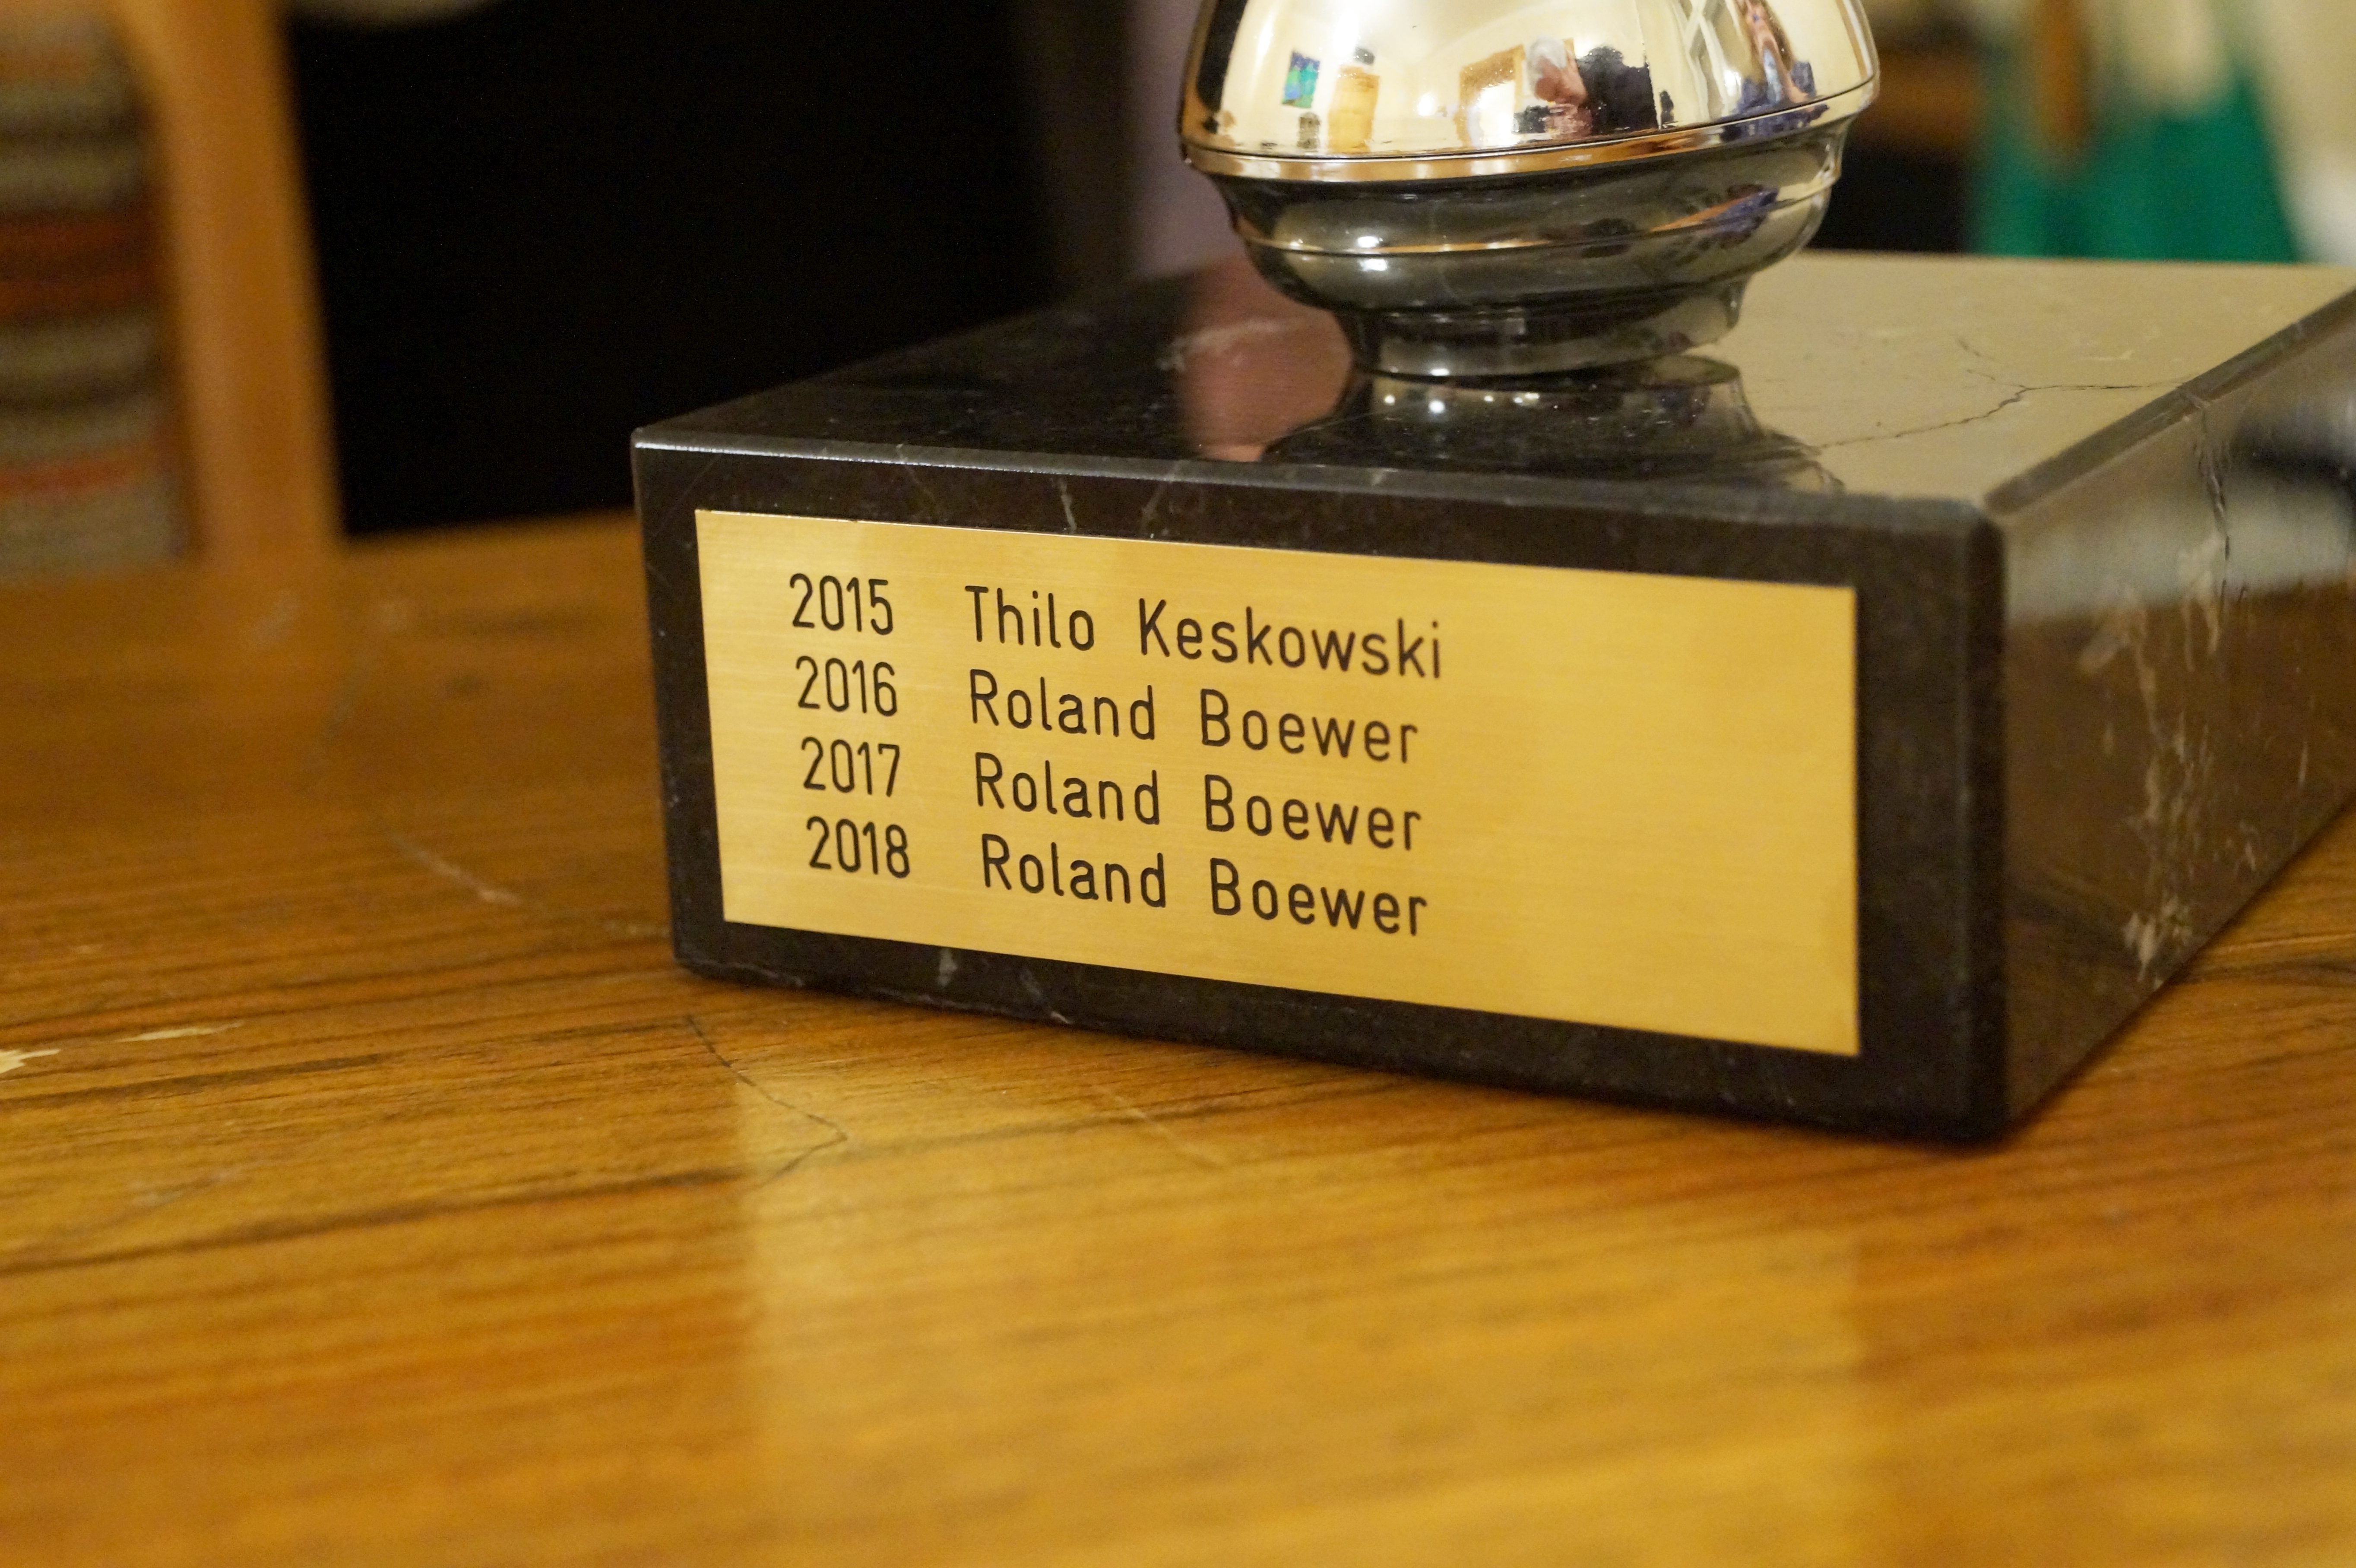 2015 Thilo Keskowski
2016 Roland Boewer
2017 Roland Boewer
2018 Roland Boewer